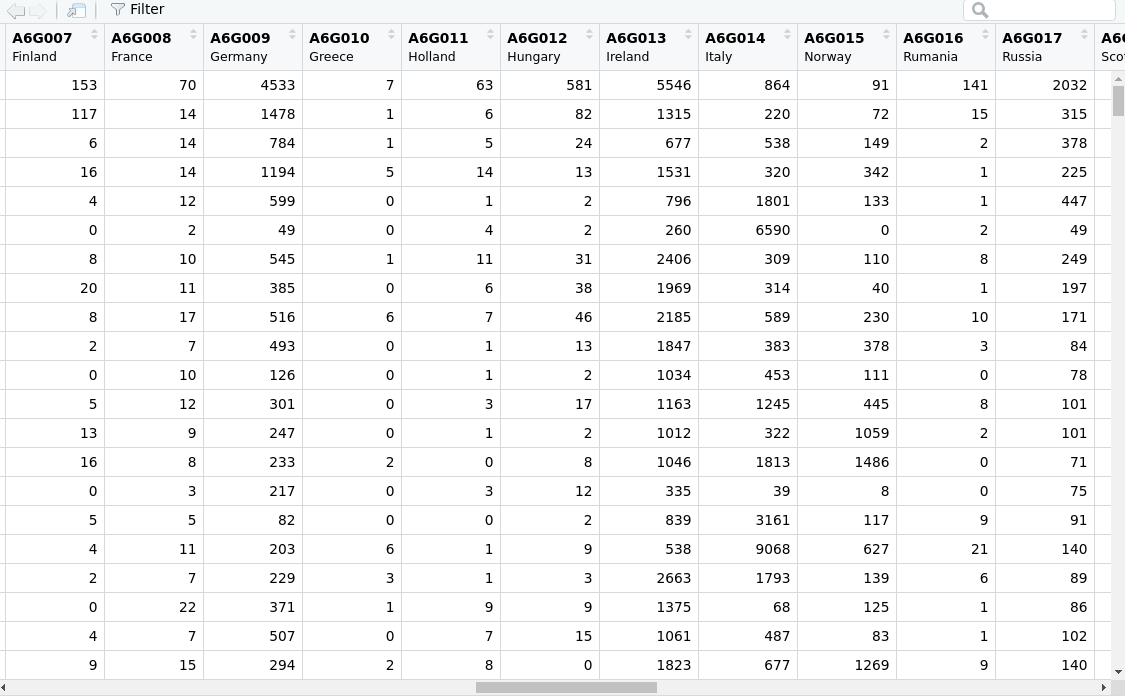 Filter
A6G007 A6G008 A6G009 A6G010 A6G011 A6G012 A6G013 A6G014 A6G015 A6G016 A6G017
Finland France Germany Greece Holland Hungary Ireland Italy Norway Rumania Russia
153 70 4533 7 63 581 5546 864 91 141 2032
117 14 1478 1 6 82 1315 220 72 15 315
6 14 784 1 5 24 677 538 149 2 378
16 14 1194 5 14 13 1531 320 342 1 225
4 12 599 0 1 2 796 1801 133 1 447
0 2 49 0 4 2 260 6590 0 2 49
8 10 545 1 11 31 2406 309 110 8 249
20 11 385 0 6 38 1969 314 40 1 197
8 17 516 6 7 46 2185 589 230 10 171
2 7 493 0 1 13 1847 383 378 3 84
0 10 126 0 1 2 1034 453 111 0 78
5 12 301 0 3 17 1163 1245 445 8 101
13 9 247 0 1 2 1012 322 1059 2 101
16 8 233 2 0 8 1046 1813 1486 0 71
0 3 217 0 3 12 335 39 8 0 75
5 5 82 0 0 2 839 3161 117 9 91
4 11 203 6 1 9 538 9068 627 21 140
2 7 229 3 1 3 2663 1793 139 6 89
0 22 371 1 9 9 1375 68 125 1 86
4 7 507 0 7 15 1061 487 83 1 102
9 15 294 2 8 0 1823 677 1269 9 140